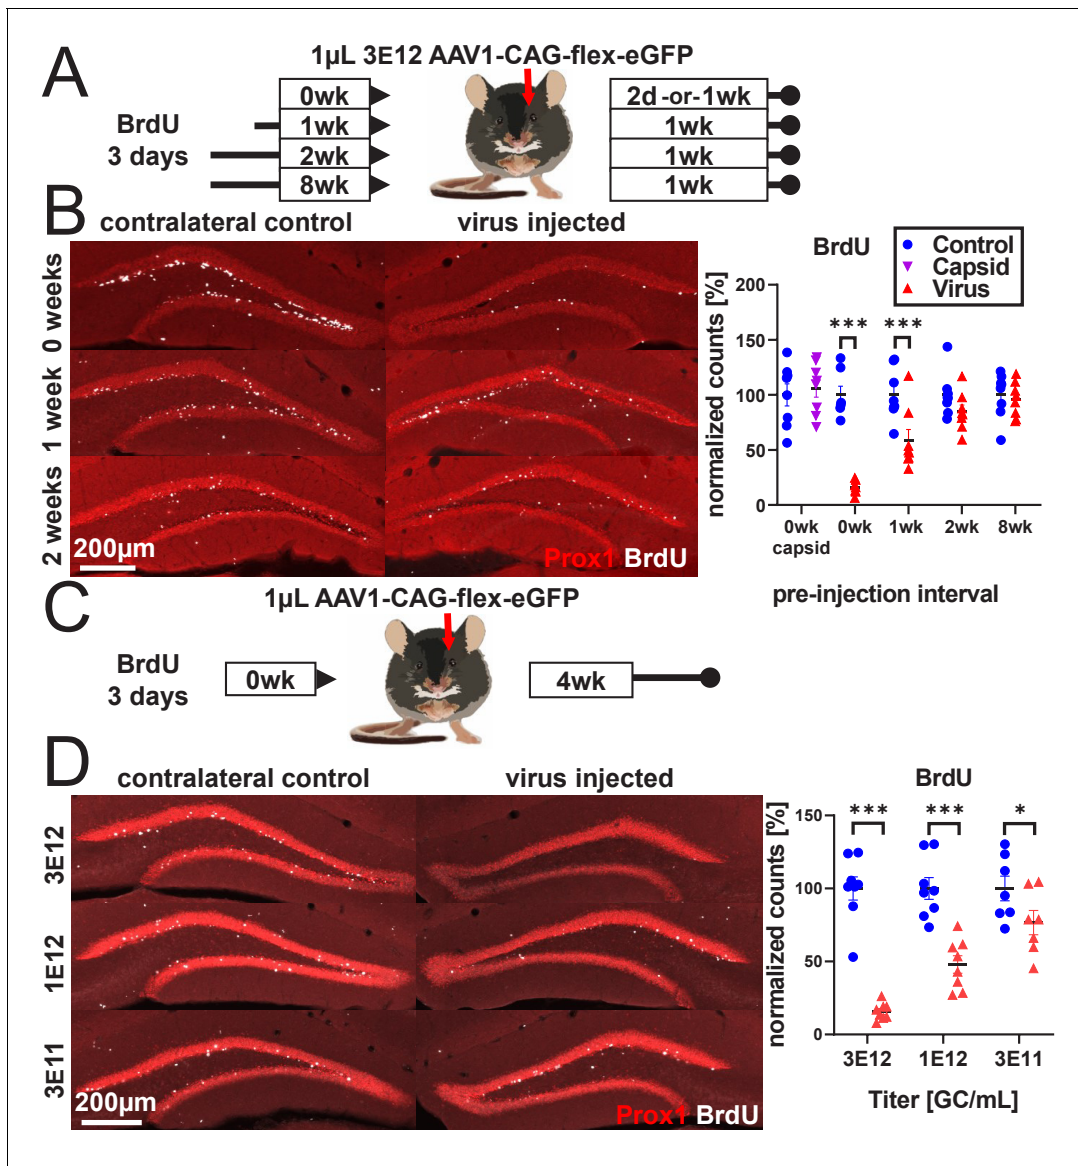 A
1µL 3E12 AAV1-CAG-flex-eGFP
BrdU
3 days
0wk
1wk
2wk
8wk
2d -or- 1wk
1wk
1wk
1wk
B
contralateral control
virus injected
0 weeks
1 week
2 weeks
200µm
Prox1 BrdU
BrdU
Control
Capsid
Virus
normalized counts [%]
200
150
100
50
0
***
***
0wk
capsid
0wk
1wk
2wk
8wk
pre-injection interval
C
1µL AAV1-CAG-flex-eGFP
BrdU
3 days
0wk
4wk
D
contralateral control
virus injected
3E12
1E12
3E11
200µm
Prox1 BrdU
BrdU
normalized counts [%]
150
100
50
0
***
***
*
3E12
1E12
3E11
Titer [GC/mL]